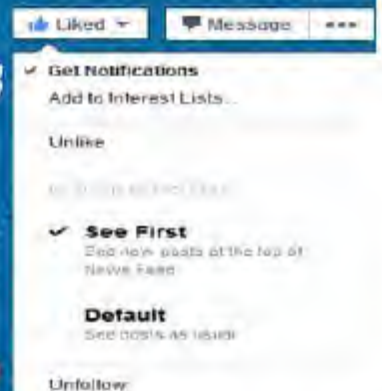 Liked Message
Get Notifications
Add to Interest Lists...
Unlike
See First
See new posts at the top of
News Feed
Default
See posts as usual
Unfollow